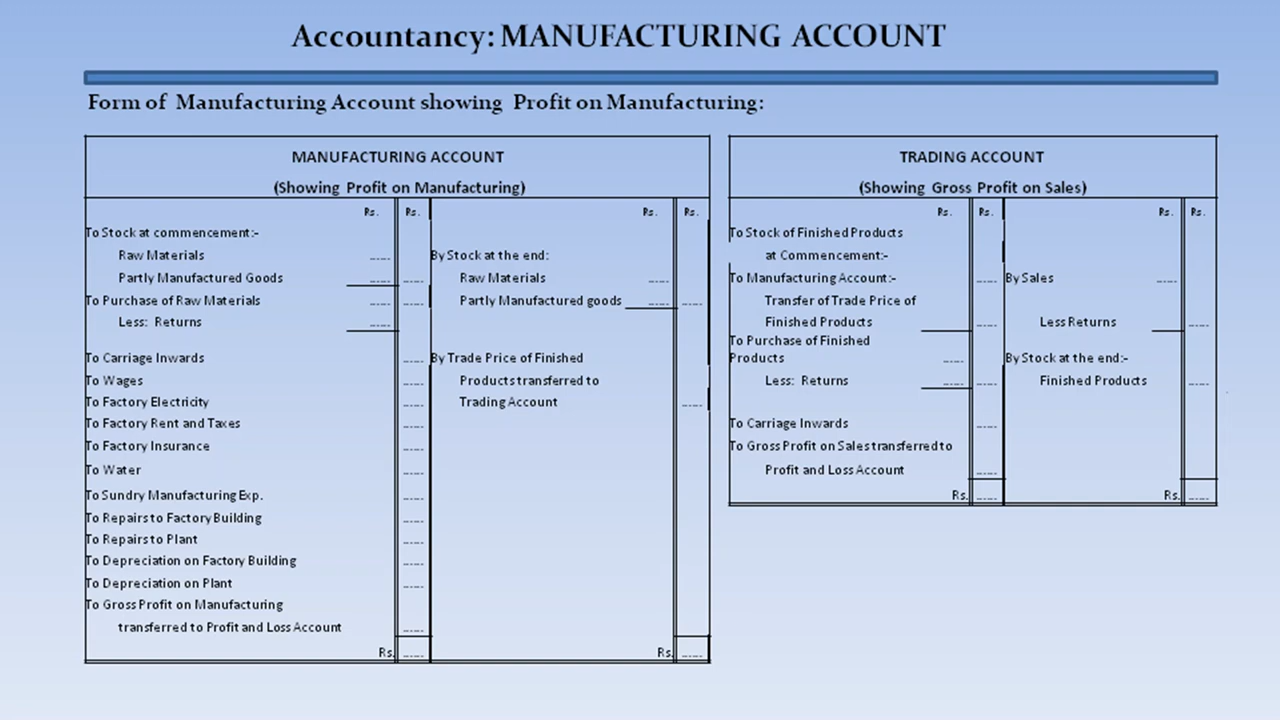 Accountancy: MANUFACTURING ACCOUNT
Form of Manufacturing Account showing Profit on Manufacturing:
MANUFACTURING ACCOUNT
(Showing Profit on Manufacturing)
Rs. Rs. Rs. Rs.
To Stock at commencement:-
Raw Materials ...... By Stock at the end:
Partly Manufactured Goods ...... ...... Raw Materials ......
To Purchase of Raw Materials ...... ...... Partly Manufactured goods ...... ......
Less: Returns ......
To Carriage Inwards ...... By Trade Price of Finished
To Wages ...... Products transferred to
To Factory Electricity ...... Trading Account ......
To Factory Rent and Taxes ......
To Factory Insurance ......
To Water ......
To Sundry Manufacturing Exp. ......
To Repairs to Factory Building ......
To Repairs to Plant ......
To Depreciation on Factory Building ......
To Depreciation on Plant ......
To Gross Profit on Manufacturing
transferred to Profit and Loss Account ......
Rs. ...... Rs. ......
TRADING ACCOUNT
(Showing Gross Profit on Sales)
Rs. Rs. Rs. Rs.
To Stock of Finished Products
at Commencement:-
To Manufacturing Account:- ...... By Sales ......
Transfer of Trade Price of
Finished Products ...... Less Returns ......
To Purchase of Finished
Products ...... By Stock at the end:-
Less: Returns ...... ...... Finished Products ......
To Carriage Inwards ......
To Gross Profit on Sales transferred to
Profit and Loss Account ......
Rs. ...... Rs. ......